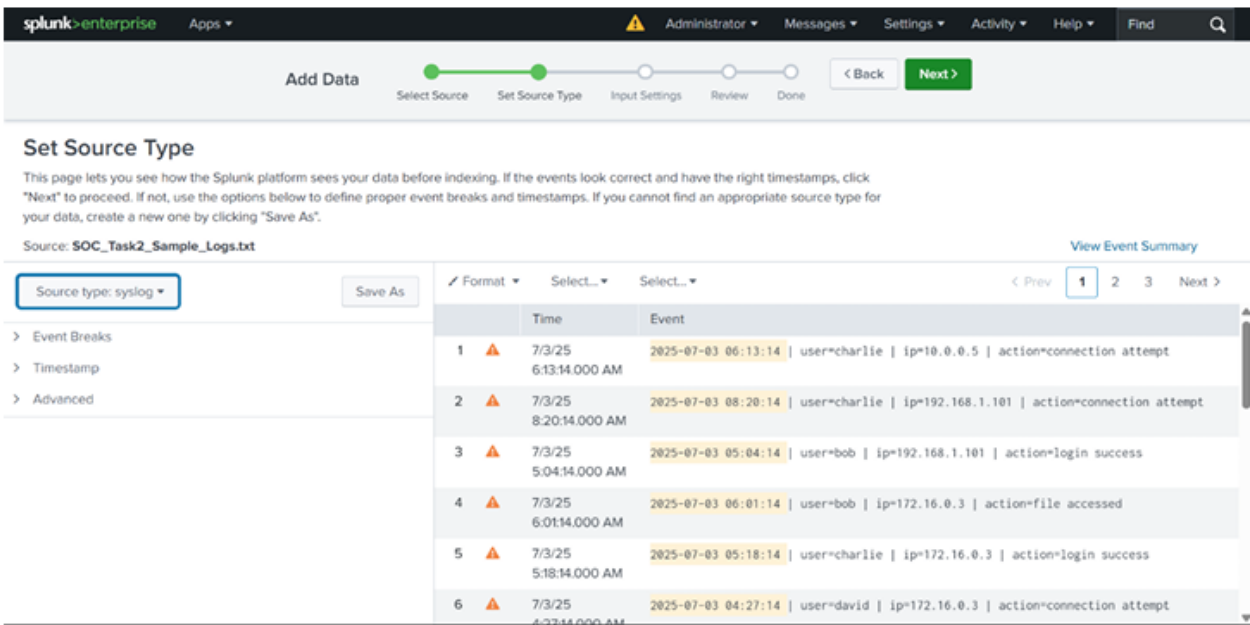 splunk>enterprise Apps Administrator Messages Settings Activity Help Find
Add Data
Select Source Set Source Type Input Settings Review Done
< Back Next >
Set Source Type
This page lets you see how the Splunk platform sees your data before indexing. If the events look correct and have the right timestamps, click
"Next" to proceed. If not, use the options below to define proper event breaks and timestamps. If you cannot find an appropriate source type for
your data, create a new one by clicking "Save As".
Source: SOC_Task2_Sample_Logs.txt
View Event Summary
Source type: syslog
Save As
> Event Breaks
> Timestamp
> Advanced
Format Select... Select...
< Prev 1 2 3 Next >
Time Event
1 7/3/25 2025-07-03 06:13:14 | user=charlie | ip=10.0.0.5 | action=connection attempt
6:13:14.000 AM
2 7/3/25 2025-07-03 08:20:14 | user=charlie | ip=192.168.1.101 | action=connection attempt
8:20:14.000 AM
3 7/3/25 2025-07-03 05:04:14 | user=bob | ip=192.168.1.101 | action=login success
5:04:14.000 AM
4 7/3/25 2025-07-03 06:01:14 | user=bob | ip=172.16.0.3 | action=file accessed
6:01:14.000 AM
5 7/3/25 2025-07-03 05:18:14 | user=charlie | ip=172.16.0.3 | action=login success
5:18:14.000 AM
6 7/3/25 2025-07-03 04:27:14 | user=david | ip=172.16.0.3 | action=connection attempt
4:27:14.000 AM